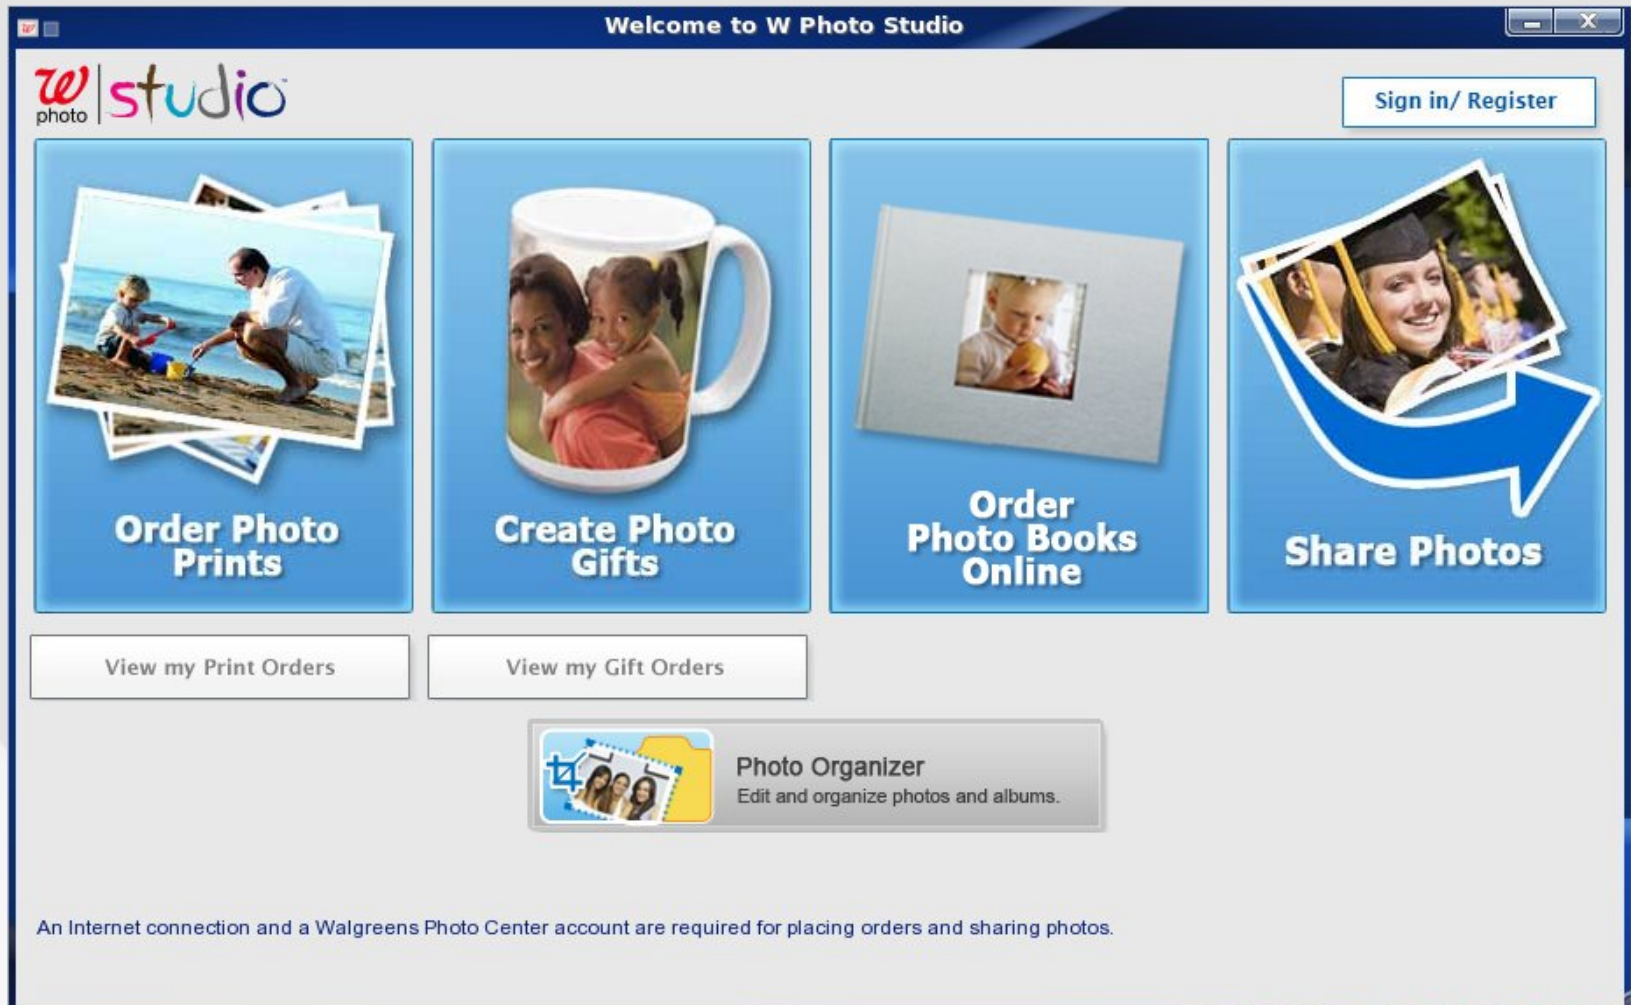 Welcome to W Photo Studio
W
photo
studio
Sign in/ Register
Order Photo
Prints
Create Photo
Gifts
Order
Photo Books
Online
Share Photos
View my Print Orders
View my Gift Orders
Photo Organizer
Edit and organize photos and albums.
An Internet connection and a Walgreens Photo Center account are required for placing orders and sharing photos.